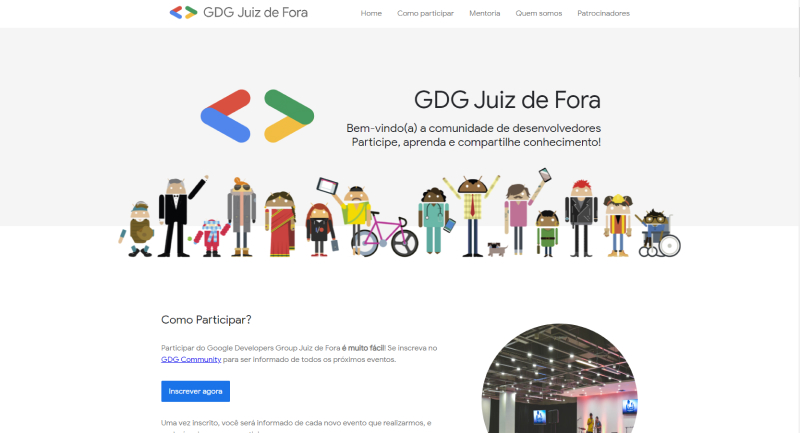 GDG Juiz de Fora
Home Como participar Mentoria Quem somos Patrocinadores
GDG Juiz de Fora
Bem-vindo(a) a comunidade de desenvolvedores
Participe, aprenda e compartilhe conhecimento!
Como Participar?
Participar do Google Developers Group Juiz de Fora é muito fácil! Se inscreva no
GDG Community para ser informado de todos os próximos eventos.
Inscrever agora
Uma vez inscrito, você será informado de cada novo evento que realizarmos, e